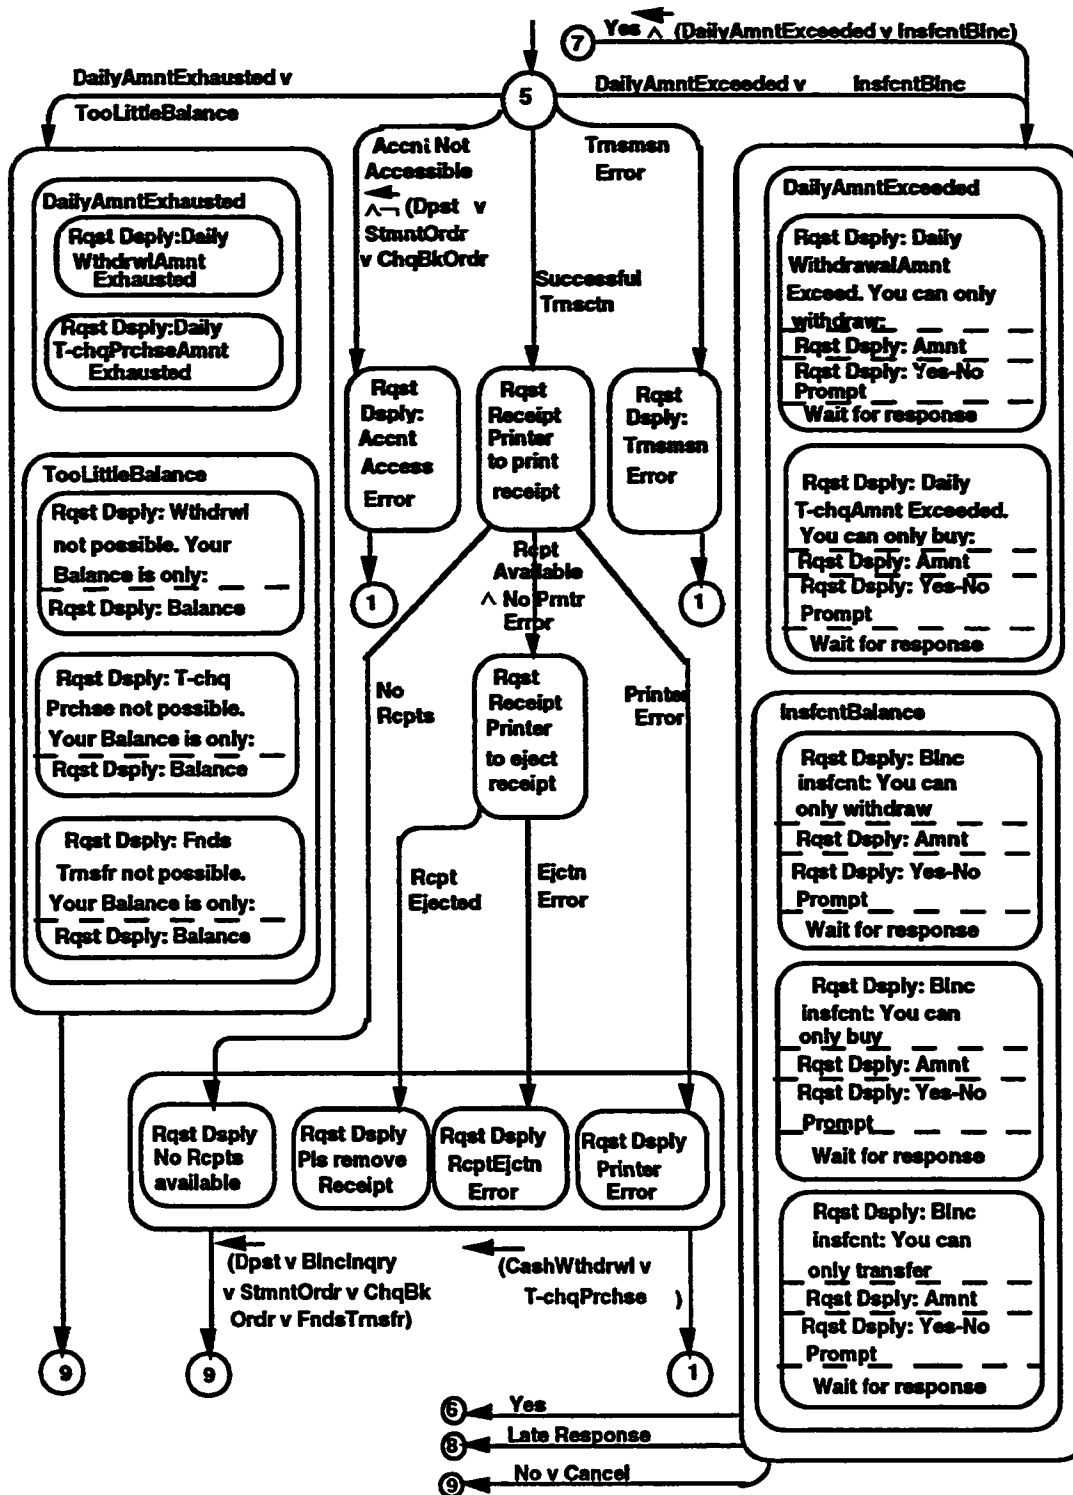 Yes ∧ (DailyAmntExceeded v InsfcntBlnc)
7
DailyAmntExhausted v
TooLittleBalance
5
DailyAmntExceeded v InsfcntBlnc
Accnt Not
Accessible
∧¬ (Dpst v
StmntOrdr
v ChqBkOrdr
Successful
Trnsctn
Trnsmsn
Error
DailyAmntExhausted
Rqst Dsply:Daily
WthdrwlAmnt
Exhausted
Rqst Dsply:Daily
T-chqPrchseAmnt
Exhausted
TooLittleBalance
Rqst Dsply: Wthdrwl
not possible. Your
Balance is only:
Rqst Dsply: Balance
Rqst Dsply: T-chq
Prchse not possible.
Your Balance is only:
Rqst Dsply: Balance
Rqst Dsply: Fnds
Trnsfr not possible.
Your Balance is only:
Rqst Dsply: Balance
9
Rqst
Dsply:
Accnt
Access
Error
1
Rqst
Receipt
Printer
to print
receipt
Rqst
Dsply:
Trnsmsn
Error
1
No
Rcpts
Rcpt
Available
∧ No Prntr
Error
Printer
Error
Rqst
Receipt
Printer
to eject
receipt
Rcpt
Ejected
Ejctn
Error
Rqst Dsply
No Rcpts
available
Rqst Dsply
Pls remove
Receipt
Rqst Dsply
RcptEjctn
Error
Rqst Dsply
Printer
Error
(Dpst v BlncInqry
v StmntOrdr v ChqBk
Ordr v FndsTrnsfr)
9
(CashWthdrwl v
T-chqPrchse )
1
DailyAmntExceeded
Rqst Dsply: Daily
WithdrawalAmnt
Exceed. You can only
withdraw:
Rqst Dsply: Amnt
Rqst Dsply: Yes-No
Prompt
Wait for response
Rqst Dsply: Daily
T-chqAmnt Exceeded.
You can only buy:
Rqst Dsply: Amnt
Rqst Dsply: Yes-No
Prompt
Wait for response
InsfcntBalance
Rqst Dsply: Blnc
insfcnt: You can
only withdraw
Rqst Dsply: Amnt
Rqst Dsply: Yes-No
Prompt
Wait for response
Rqst Dsply: Blnc
insfcnt: You can
only buy
Rqst Dsply: Amnt
Rqst Dsply: Yes-No
Prompt
Wait for response
Rqst Dsply: Blnc
insfcnt: You can
only transfer
Rqst Dsply: Amnt
Rqst Dsply: Yes-No
Prompt
Wait for response
6 Yes
8 Late Response
9 No v Cancel